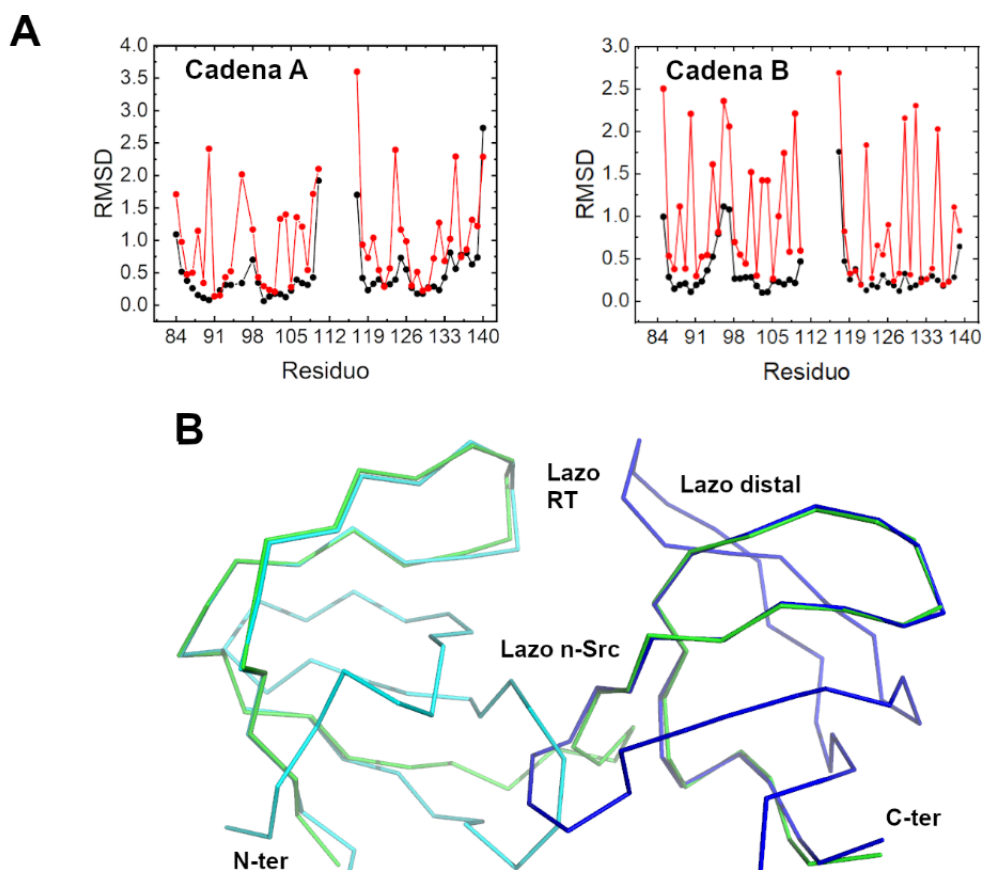 A
Cadena A
RMSD
4.0
3.5
3.0
2.5
2.0
1.5
1.0
0.5
0.0
84 91 98 105 112 119 126 133 140
Residuo
Cadena B
RMSD
3.0
2.5
2.0
1.5
1.0
0.5
0.0
84 91 98 105 112 119 126 133 140
Residuo
B
Lazo
RT
Lazo distal
Lazo n-Src
N-ter
C-ter